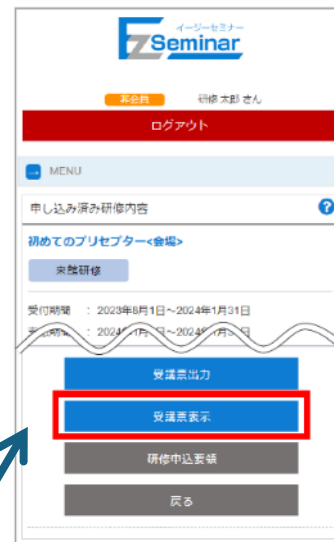 イージーセミナー
EZ Seminar
非会員 研修 太郎 さん
ログアウト
MENU
申し込み済み研修内容 ?
初めてのプリセプター<会場>
来館研修
受付期間 : 2023年8月1日~2024年1月31日
受講票出力
受講票表示
研修申込要領
戻る